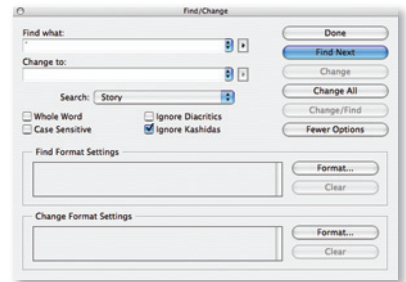 Find/Change
Find what:
Change to:
Search: Story
Whole Word
Ignore Diacritics
Case Sensitive
Ignore Kashidas
Done
Find Next
Change
Change All
Change/Find
Fewer Options
Find Format Settings
Format...
Clear
Change Format Settings
Format...
Clear